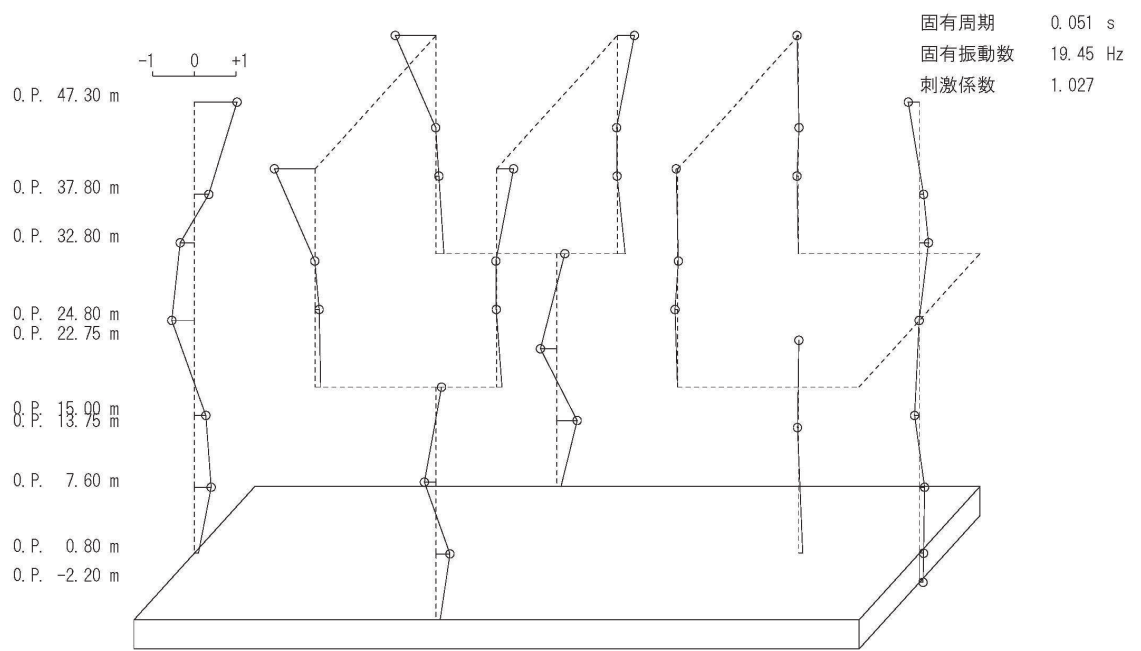 固有周期 0.051 s
固有振動数 19.45 Hz
刺激係数 1.027
-1 0 +1
O.P. 47.30 m
O.P. 37.80 m
O.P. 32.80 m
O.P. 24.80 m
O.P. 22.75 m
O.P. 15.00 m
O.P. 13.75 m
O.P. 7.60 m
O.P. 0.80 m
O.P. -2.20 m